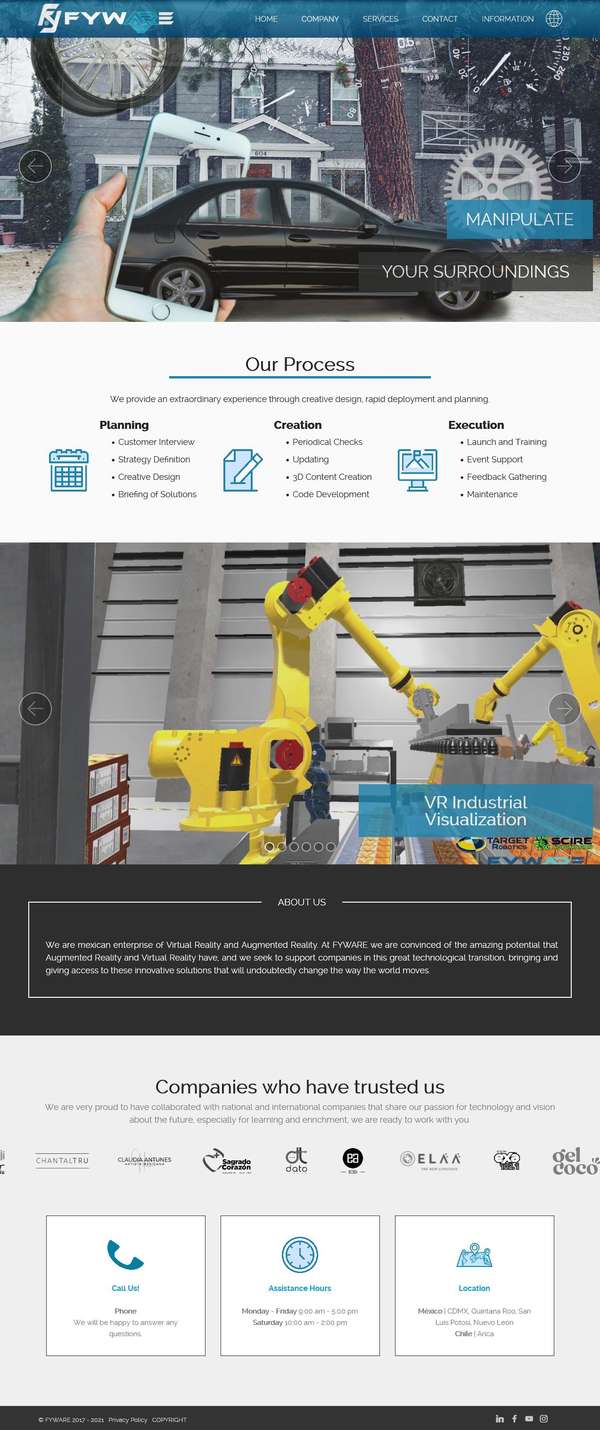 FYWARE
HOME COMPANY SERVICES CONTACT INFORMATION
604
MANIPULATE
YOUR SURROUNDINGS
Our Process
We provide an extraordinary experience through creative design, rapid deployment and planning.
Planning
• Customer Interview
• Strategy Definition
• Creative Design
• Briefing of Solutions
Creation
• Periodical Checks
• Updating
• 3D Content Creation
• Code Development
Execution
• Launch and Training
• Event Support
• Feedback Gathering
• Maintenance
VR Industrial
Visualization
TARGET
ROBOTICS
SCIRE
FYWARE
ABOUT US
We are mexican enterprise of Virtual Reality and Augmented Reality. At FYWARE we are convinced of the amazing potential that
Augmented Reality and Virtual Reality have, and we seek to support companies in this great technological transition, bringing and
giving access to these innovative solutions that will undoubtedly change the way the world moves.
Companies who have trusted us
We are very proud to have collaborated with national and international companies that share our passion for technology and vision
about the future, especially for learning and enrichment, we are ready to work with you.
CHANTALTRU
CLAUDIA ANTUNES
Sagrado
Corazón
dt
data
ELAA
exa
gel
coco
Call Us!
Phone
We will be happy to answer any
questions.
Assistance Hours
Monday - Friday 9:00 am - 5:00 pm
Saturday 10:00 am - 2:00 pm
Location
México | CDMX, Quintana Roo, San
Luis Potosí, Nuevo León
Chile | Arica
© FYWARE 2017 - 2021 Privacy Policy COPYRIGHT